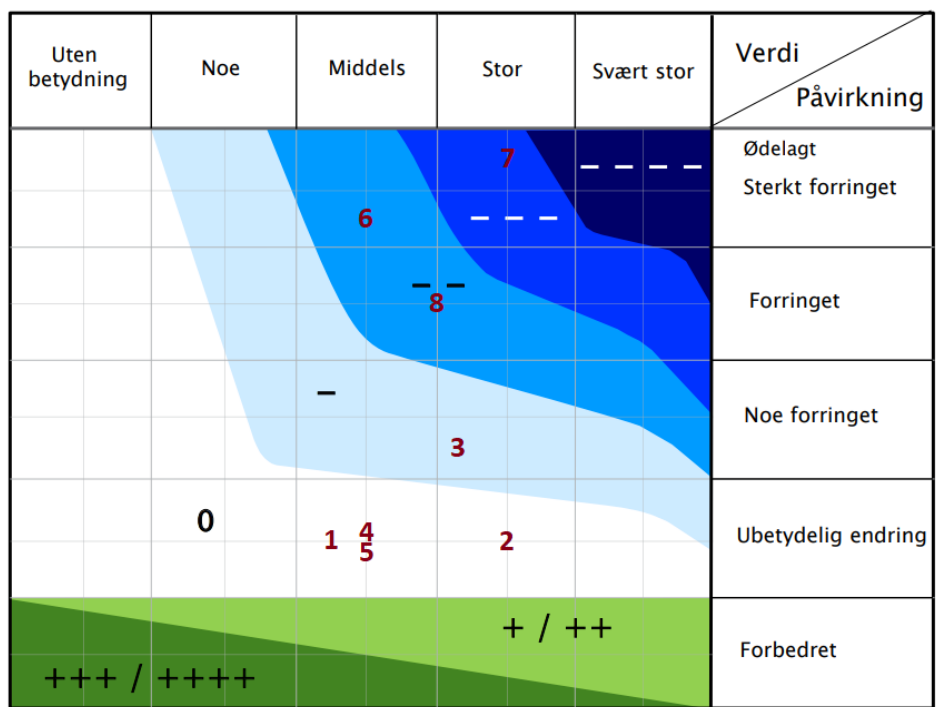 Uten
betydning
Noe
Middels
Stor
Svært stor
Verdi
Påvirkning
7
– – – –
Ødelagt
Sterkt forringet
6
– – –
– –
8
Forringet
–
3
Noe forringet
0
1
4
5
2
Ubetydelig endring
+ / ++
+++ / ++++
Forbedret